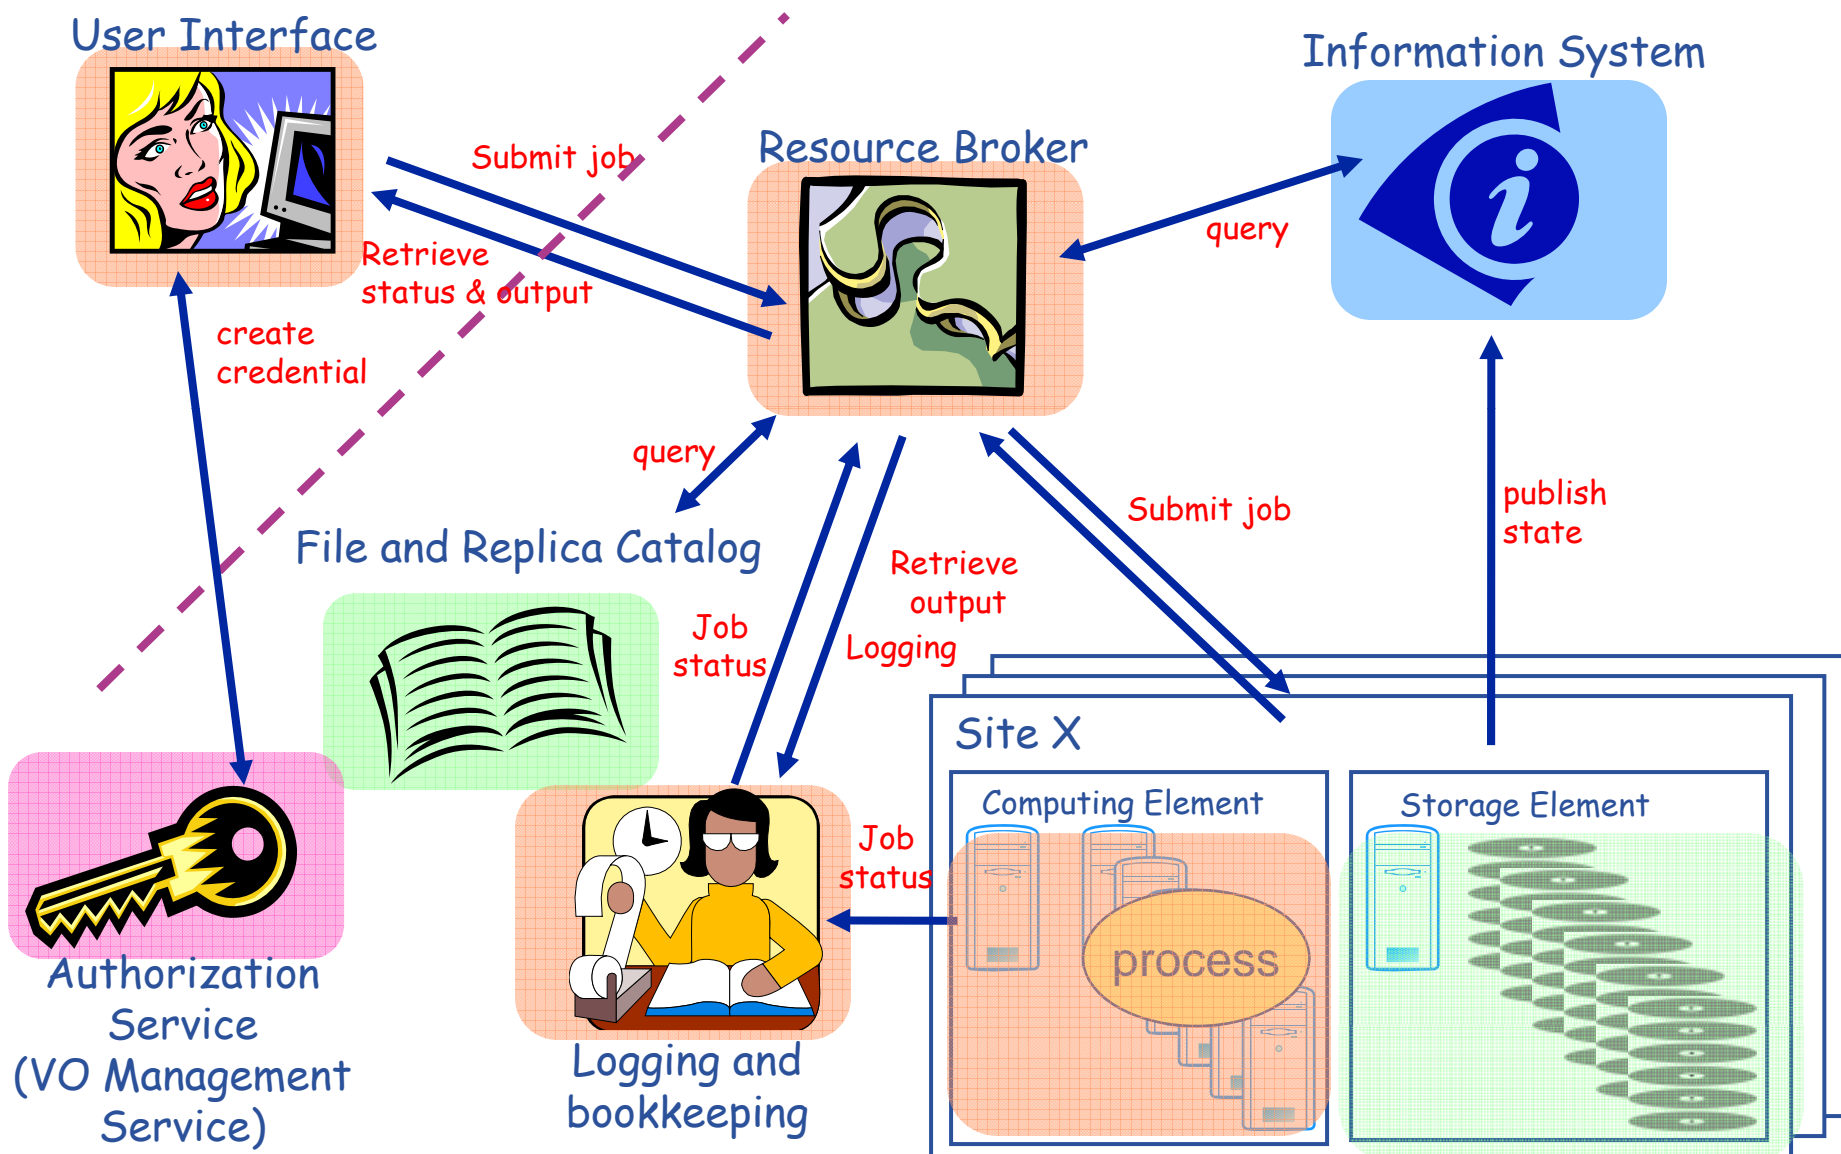 User Interface
Information System
Resource Broker
Submit job
query
Retrieve
status & output
create
credential
query
Submit job
publish
state
File and Replica Catalog
Retrieve
output
Job
status
Logging
Site X
Computing Element
Storage Element
Job
status
process
Authorization
Service
(VO Management
Service)
Logging and
bookkeeping